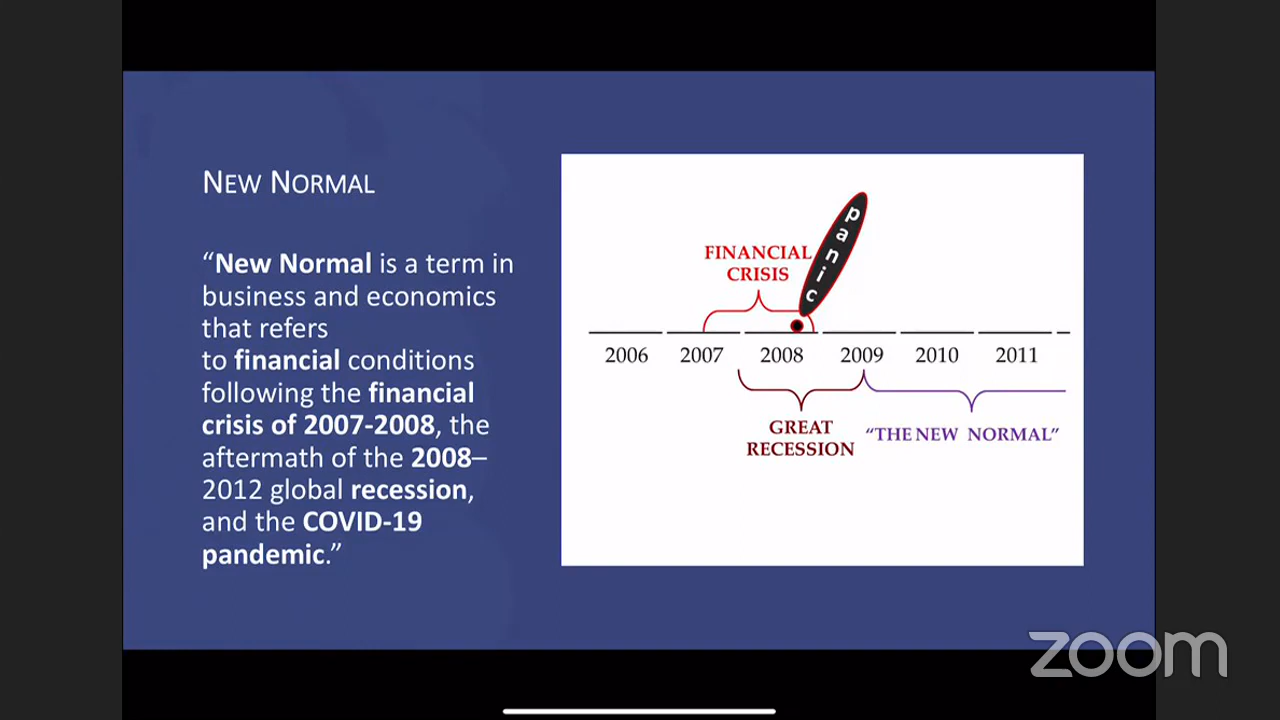 NEW NORMAL
“New Normal is a term in
business and economics
that refers
to financial conditions
following the financial
crisis of 2007-2008, the
aftermath of the 2008–
2012 global recession,
and the COVID-19
pandemic.”
panic
FINANCIAL
CRISIS
2006 2007 2008 2009 2010 2011
GREAT
RECESSION
“THE NEW NORMAL”
zoom